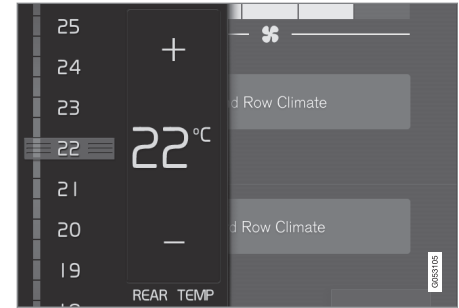 25
24
23
22
21
20
19
+
22°C
–
REAR TEMP
d Row Climate
d Row Climate
G053105